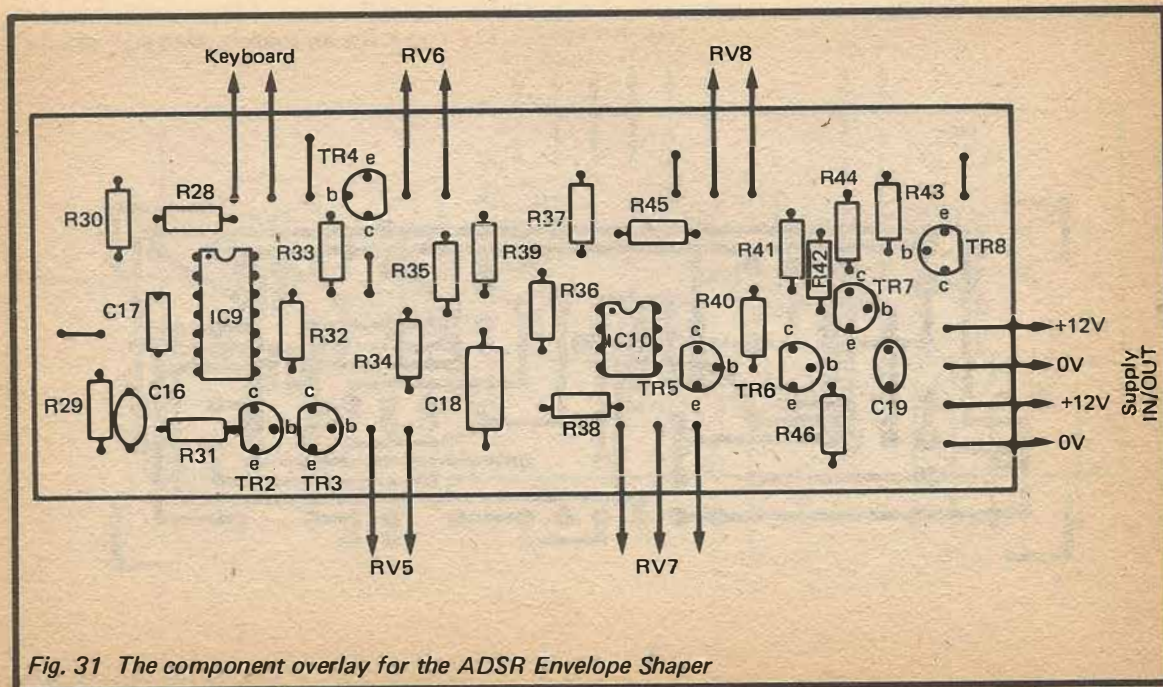 Keyboard RV6 RV8
TR4 e
R28 b R44 R43
R30 R37 R45 e
c R33 R39 R41 b TR8
R35 R42 c TR7 c
C17 IC9 R36 R40 b
R32 IC10 c c e +12V
R34 TR5 b TR6 b 0V
R29 C16 c c C18 e e C19 +12V
R31 b b R38 R46 0V
e e
TR2 TR3
Supply
IN/OUT
RV5 RV7
Fig. 31 The component overlay for the ADSR Envelope Shaper